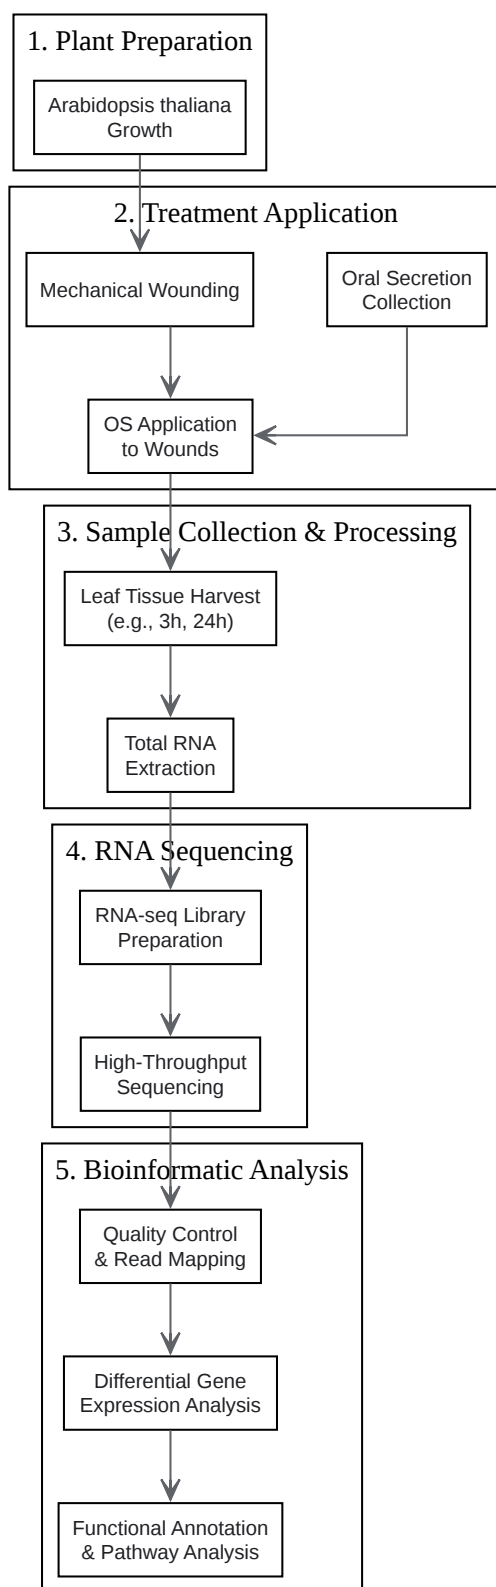 1. Plant Preparation
Arabidopsis thaliana
Growth
2. Treatment Application
Mechanical Wounding
Oral Secretion
Collection
OS Application
to Wounds
3. Sample Collection & Processing
Leaf Tissue Harvest
(e.g., 3h, 24h)
Total RNA
Extraction
4. RNA Sequencing
RNA-seq Library
Preparation
High-Throughput
Sequencing
5. Bioinformatic Analysis
Quality Control
& Read Mapping
Differential Gene
Expression Analysis
Functional Annotation
& Pathway Analysis